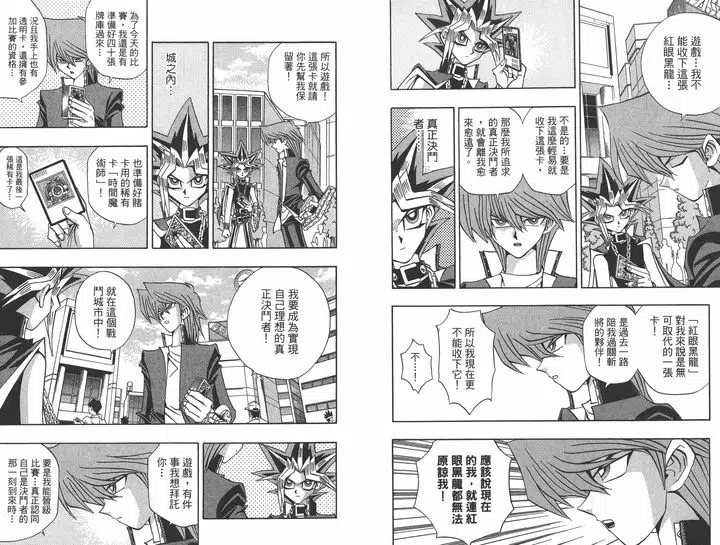 遊戲…我不
能收下這張
紅眼黑龍…
不是的…要是
我這麼輕易就
收下這張卡，
那麼我所追求
的真正決鬥者
，就會離我愈
來愈遠了。
真正決鬥
者…
「紅眼黑龍」
對我來說是無
可取代的一張
卡！
是過去一路
陪我過關斬
將的夥伴！
所以我現在更
不能收下它！
不…！
應該說現在
的我，就連紅
眼黑龍都無法
原諒我！
所以遊戲！
這張卡就請
你先幫我保
留著！
城之內…
為了今天的比
賽，我還是有
準備好四十張
牌庫過來…
況且我手上也有
透明卡，還擁有參
加比賽的資格…
也準備好賭
卡用的稀有
卡「時間魔
術師」！
這是我最後一
張稀有卡了…
我要成為實現
自己理想的真
正決鬥者！
就在這個戰
鬥城市中！
遊戲，有件
事我想拜託
你…
要是我能晉級
比賽…真正認同
自己是決鬥者的
那一刻到來時…